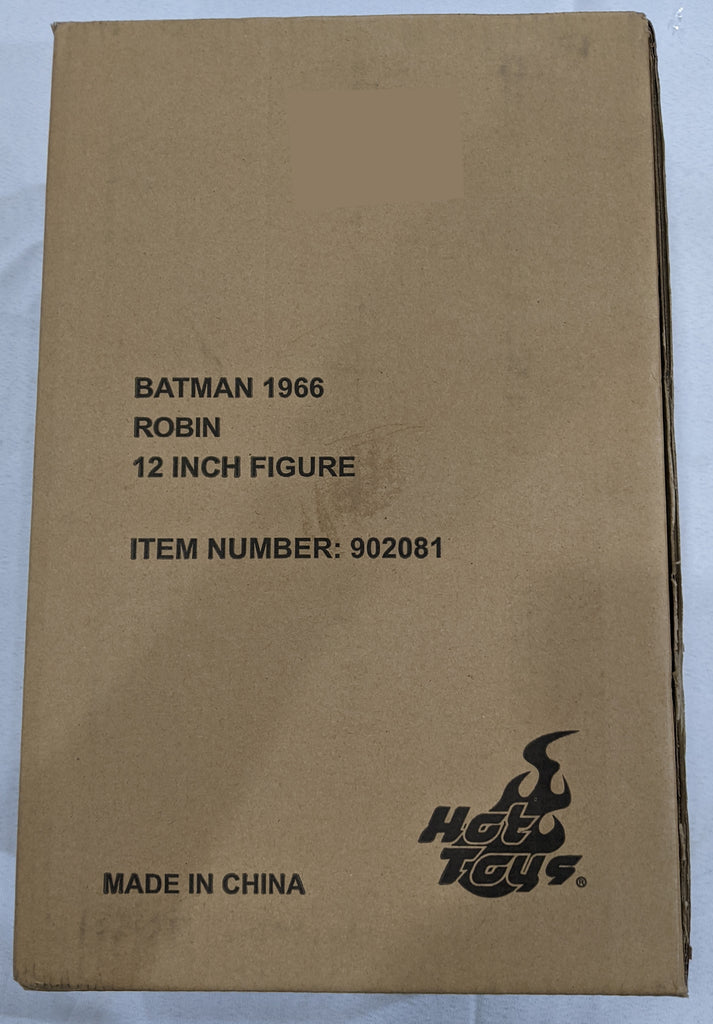 BATMAN 1966
ROBIN
12 INCH FIGURE
ITEM NUMBER: 902081
Hot
Toys®
MADE IN CHINA